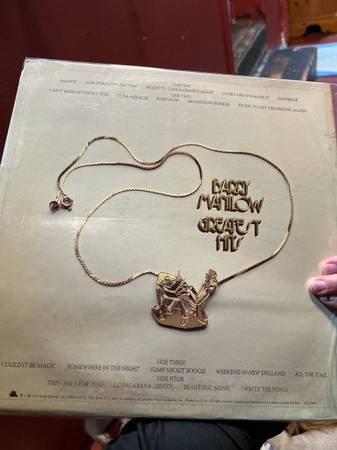 SIDE ONE
MANDY NEW YORK CITY RHYTHM READY TO TAKE A CHANCE AGAIN LOOKS LIKE WE MADE IT DAYBREAK
SIDE TWO
CAN'T SMILE WITHOUT YOU IT'S A MIRACLE EVEN NOW BANDSTAND BOOGIE TRYIN' TO GET THE FEELING AGAIN
BARRY
MANILOW
GREATEST
HITS
SIDE THREE
COULD IT BE MAGIC SOMEWHERE IN THE NIGHT JUMP SHOUT BOOGIE WEEKEND IN NEW ENGLAND ALL THE TIME
SIDE FOUR
THIS ONE'S FOR YOU COPACABANA (DISCO) BEAUTIFUL MUSIC I WRITE THE SONGS